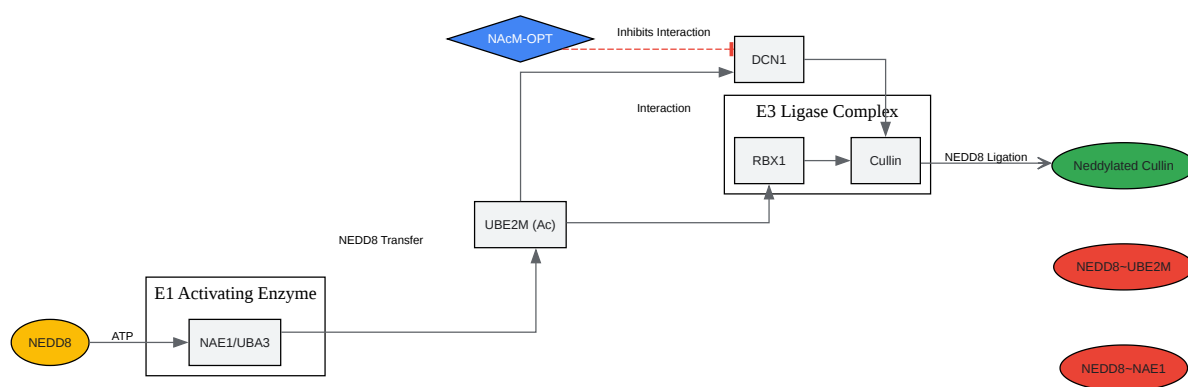 NAcM-OPT
Inhibits Interaction
DCN1
Interaction
E3 Ligase Complex
RBX1
Cullin
NEDD8 Ligation
Neddylated Cullin
UBE2M (Ac)
NEDD8 Transfer
NEDD8~UBE2M
E1 Activating Enzyme
NEDD8
ATP
NAE1/UBA3
NEDD8~NAE1